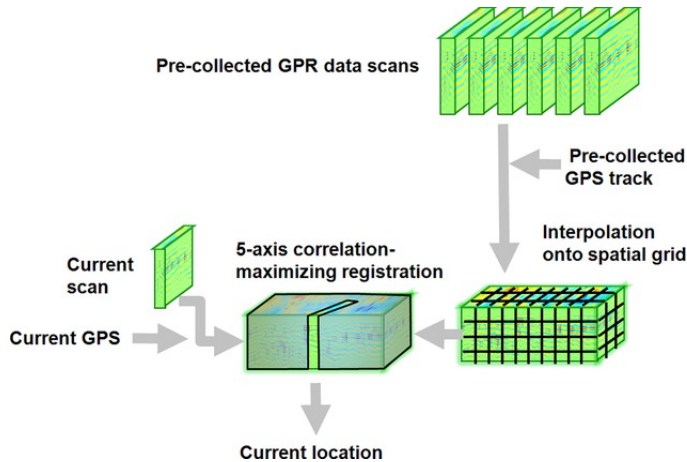 Pre-collected GPR data scans
Pre-collected
GPS track
Interpolation
onto spatial grid
5-axis correlation-
maximizing registration
Current
scan
Current GPS
Current location